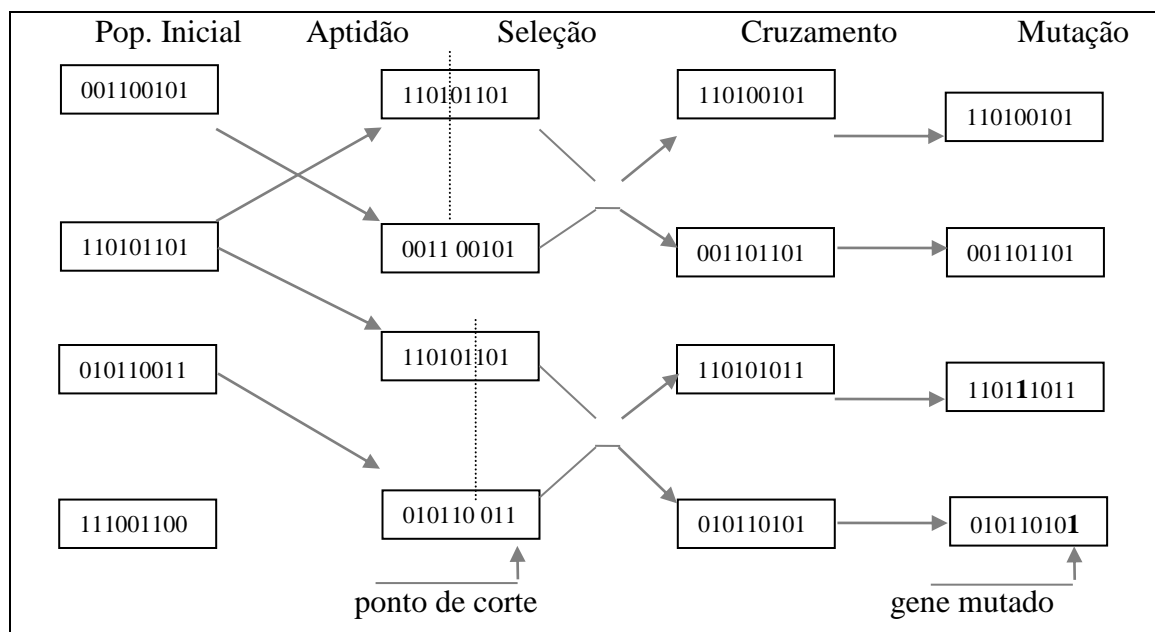 Pop. Inicial Aptidão Seleção Cruzamento Mutação
001100101 110101101 110100101 110100101
110101101 0011 00101 001101101 001101101
010110011 110101101 110101011 110111011
111001100 010110 011 010110101 010110101
ponto de corte gene mutado